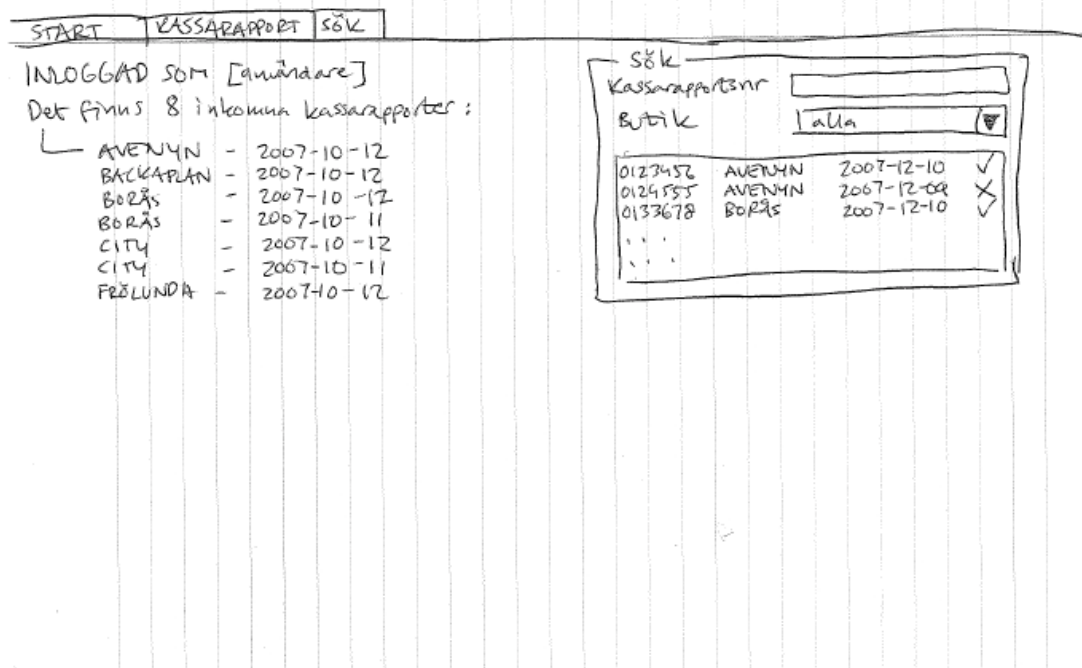 START KASSARAPPORT SÖK
INLOGGAD SOM [användare]
Det finns 8 inkomna kassarapporter:
AVENYN - 2007-10-12
BACKAPLAN - 2007-10-12
BORÅS - 2007-10-12
BORÅS - 2007-10-11
CITY - 2007-10-12
CITY - 2007-10-11
FRÖLUNDA - 2007-10-12
Sök
Kassarapportsnr
Butik alla
0123456 AVENYN 2007-12-10 ✓
0124555 AVENYN 2007-12-09 X
0133678 BORÅS 2007-12-10 ✓
. . .
. . .